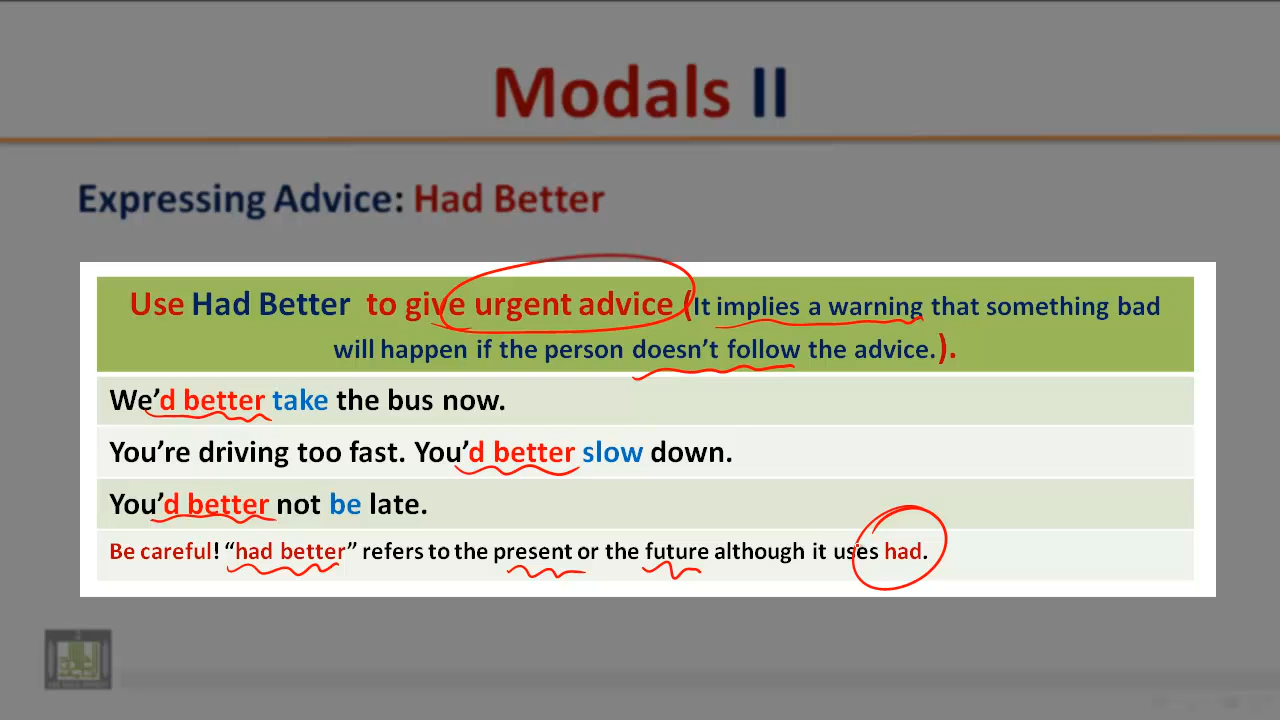 Modals II
Expressing Advice: Had Better
Use Had Better to give urgent advice (It implies a warning that something bad
will happen if the person doesn't follow the advice.).
We'd better take the bus now.
You're driving too fast. You'd better slow down.
You'd better not be late.
Be careful! “had better” refers to the present or the future although it uses had.